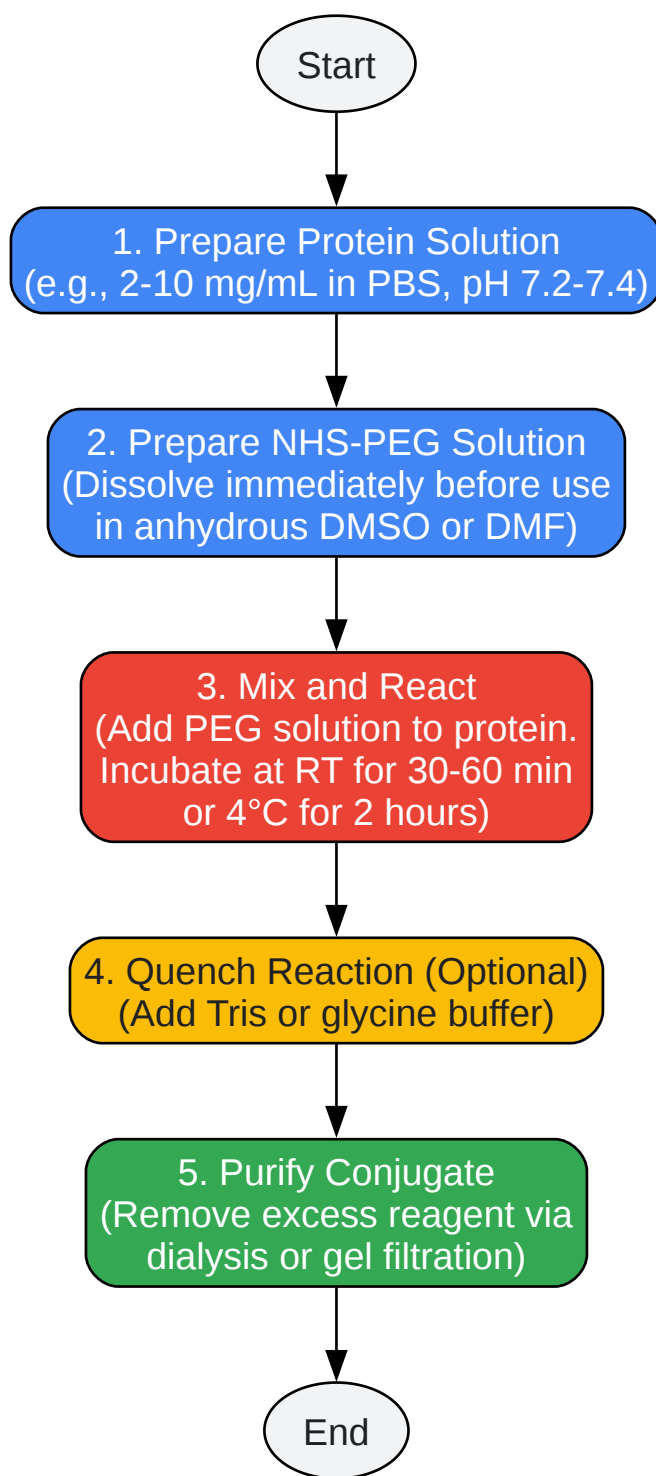 Start
1. Prepare Protein Solution
(e.g., 2-10 mg/mL in PBS, pH 7.2-7.4)
2. Prepare NHS-PEG Solution
(Dissolve immediately before use
in anhydrous DMSO or DMF)
3. Mix and React
(Add PEG solution to protein.
Incubate at RT for 30-60 min
or 4°C for 2 hours)
4. Quench Reaction (Optional)
(Add Tris or glycine buffer)
5. Purify Conjugate
(Remove excess reagent via
dialysis or gel filtration)
End